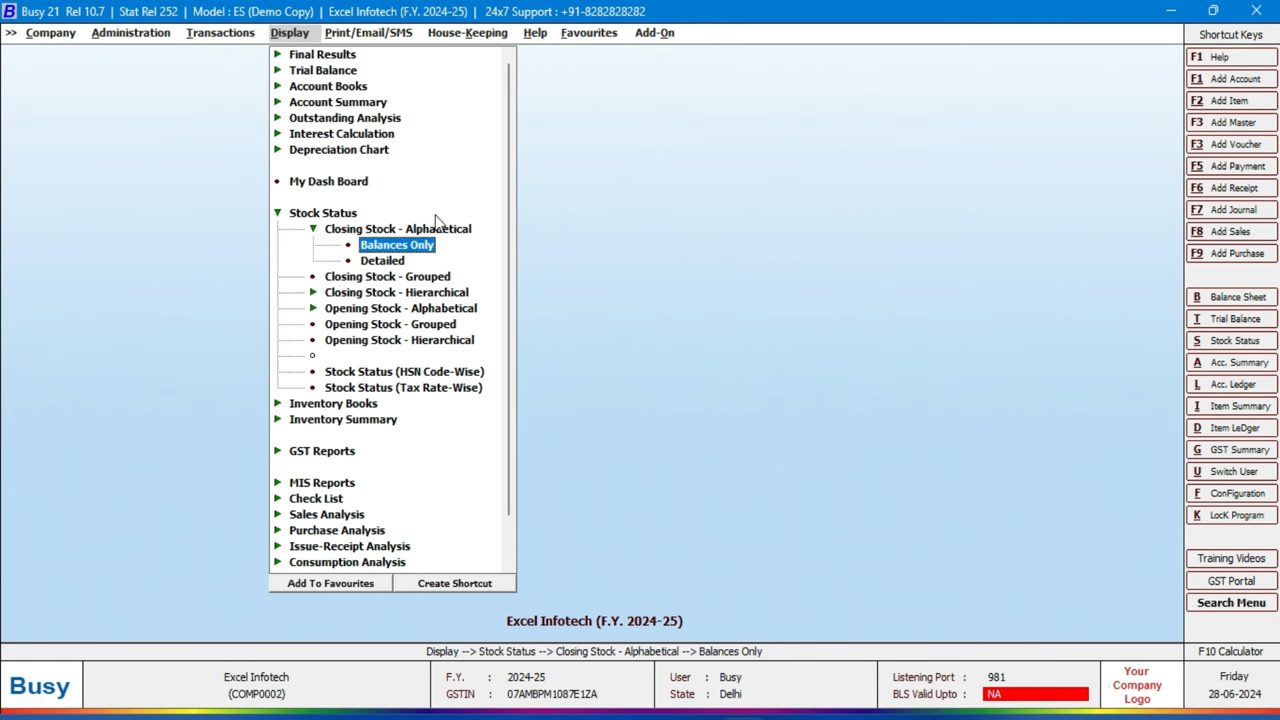 B Busy 21 Rel 10.7 | Stat Rel 252 | Model : ES (Demo Copy) | Excel Infotech (F.Y. 2024-25) | 24x7 Support : +91-8282828282
>> Company Administration Transactions Display Print/Email/SMS House-Keeping Help Favourites Add-On
Final Results
Trial Balance
Account Books
Account Summary
Outstanding Analysis
Interest Calculation
Depreciation Chart
My Dash Board
Stock Status
Closing Stock - Alphabetical
Balances Only
Detailed
Closing Stock - Grouped
Closing Stock - Hierarchical
Opening Stock - Alphabetical
Opening Stock - Grouped
Opening Stock - Hierarchical
Stock Status (HSN Code-Wise)
Stock Status (Tax Rate-Wise)
Inventory Books
Inventory Summary
GST Reports
MIS Reports
Check List
Sales Analysis
Purchase Analysis
Issue-Receipt Analysis
Consumption Analysis
Add To Favourites Create Shortcut
Shortcut Keys
F1 Help
F1 Add Account
F2 Add Item
F3 Add Master
F3 Add Voucher
F5 Add Payment
F6 Add Receipt
F7 Add Journal
F8 Add Sales
F9 Add Purchase
B Balance Sheet
T Trial Balance
S Stock Status
A Acc. Summary
L Acc. Ledger
I Item Summary
D Item LeDger
G GST Summary
U Switch User
F ConFiguration
K LocK Program
Training Videos
GST Portal
Search Menu
Excel Infotech (F.Y. 2024-25)
Display --> Stock Status --> Closing Stock - Alphabetical --> Balances Only
F10 Calculator
Busy
Excel Infotech
(COMP0002)
F.Y. : 2024-25
GSTIN : 07AMBPM1087E1ZA
User : Busy
State : Delhi
Listening Port : 981
BLS Valid Upto : NA
Your
Company
Logo
Friday
28-06-2024